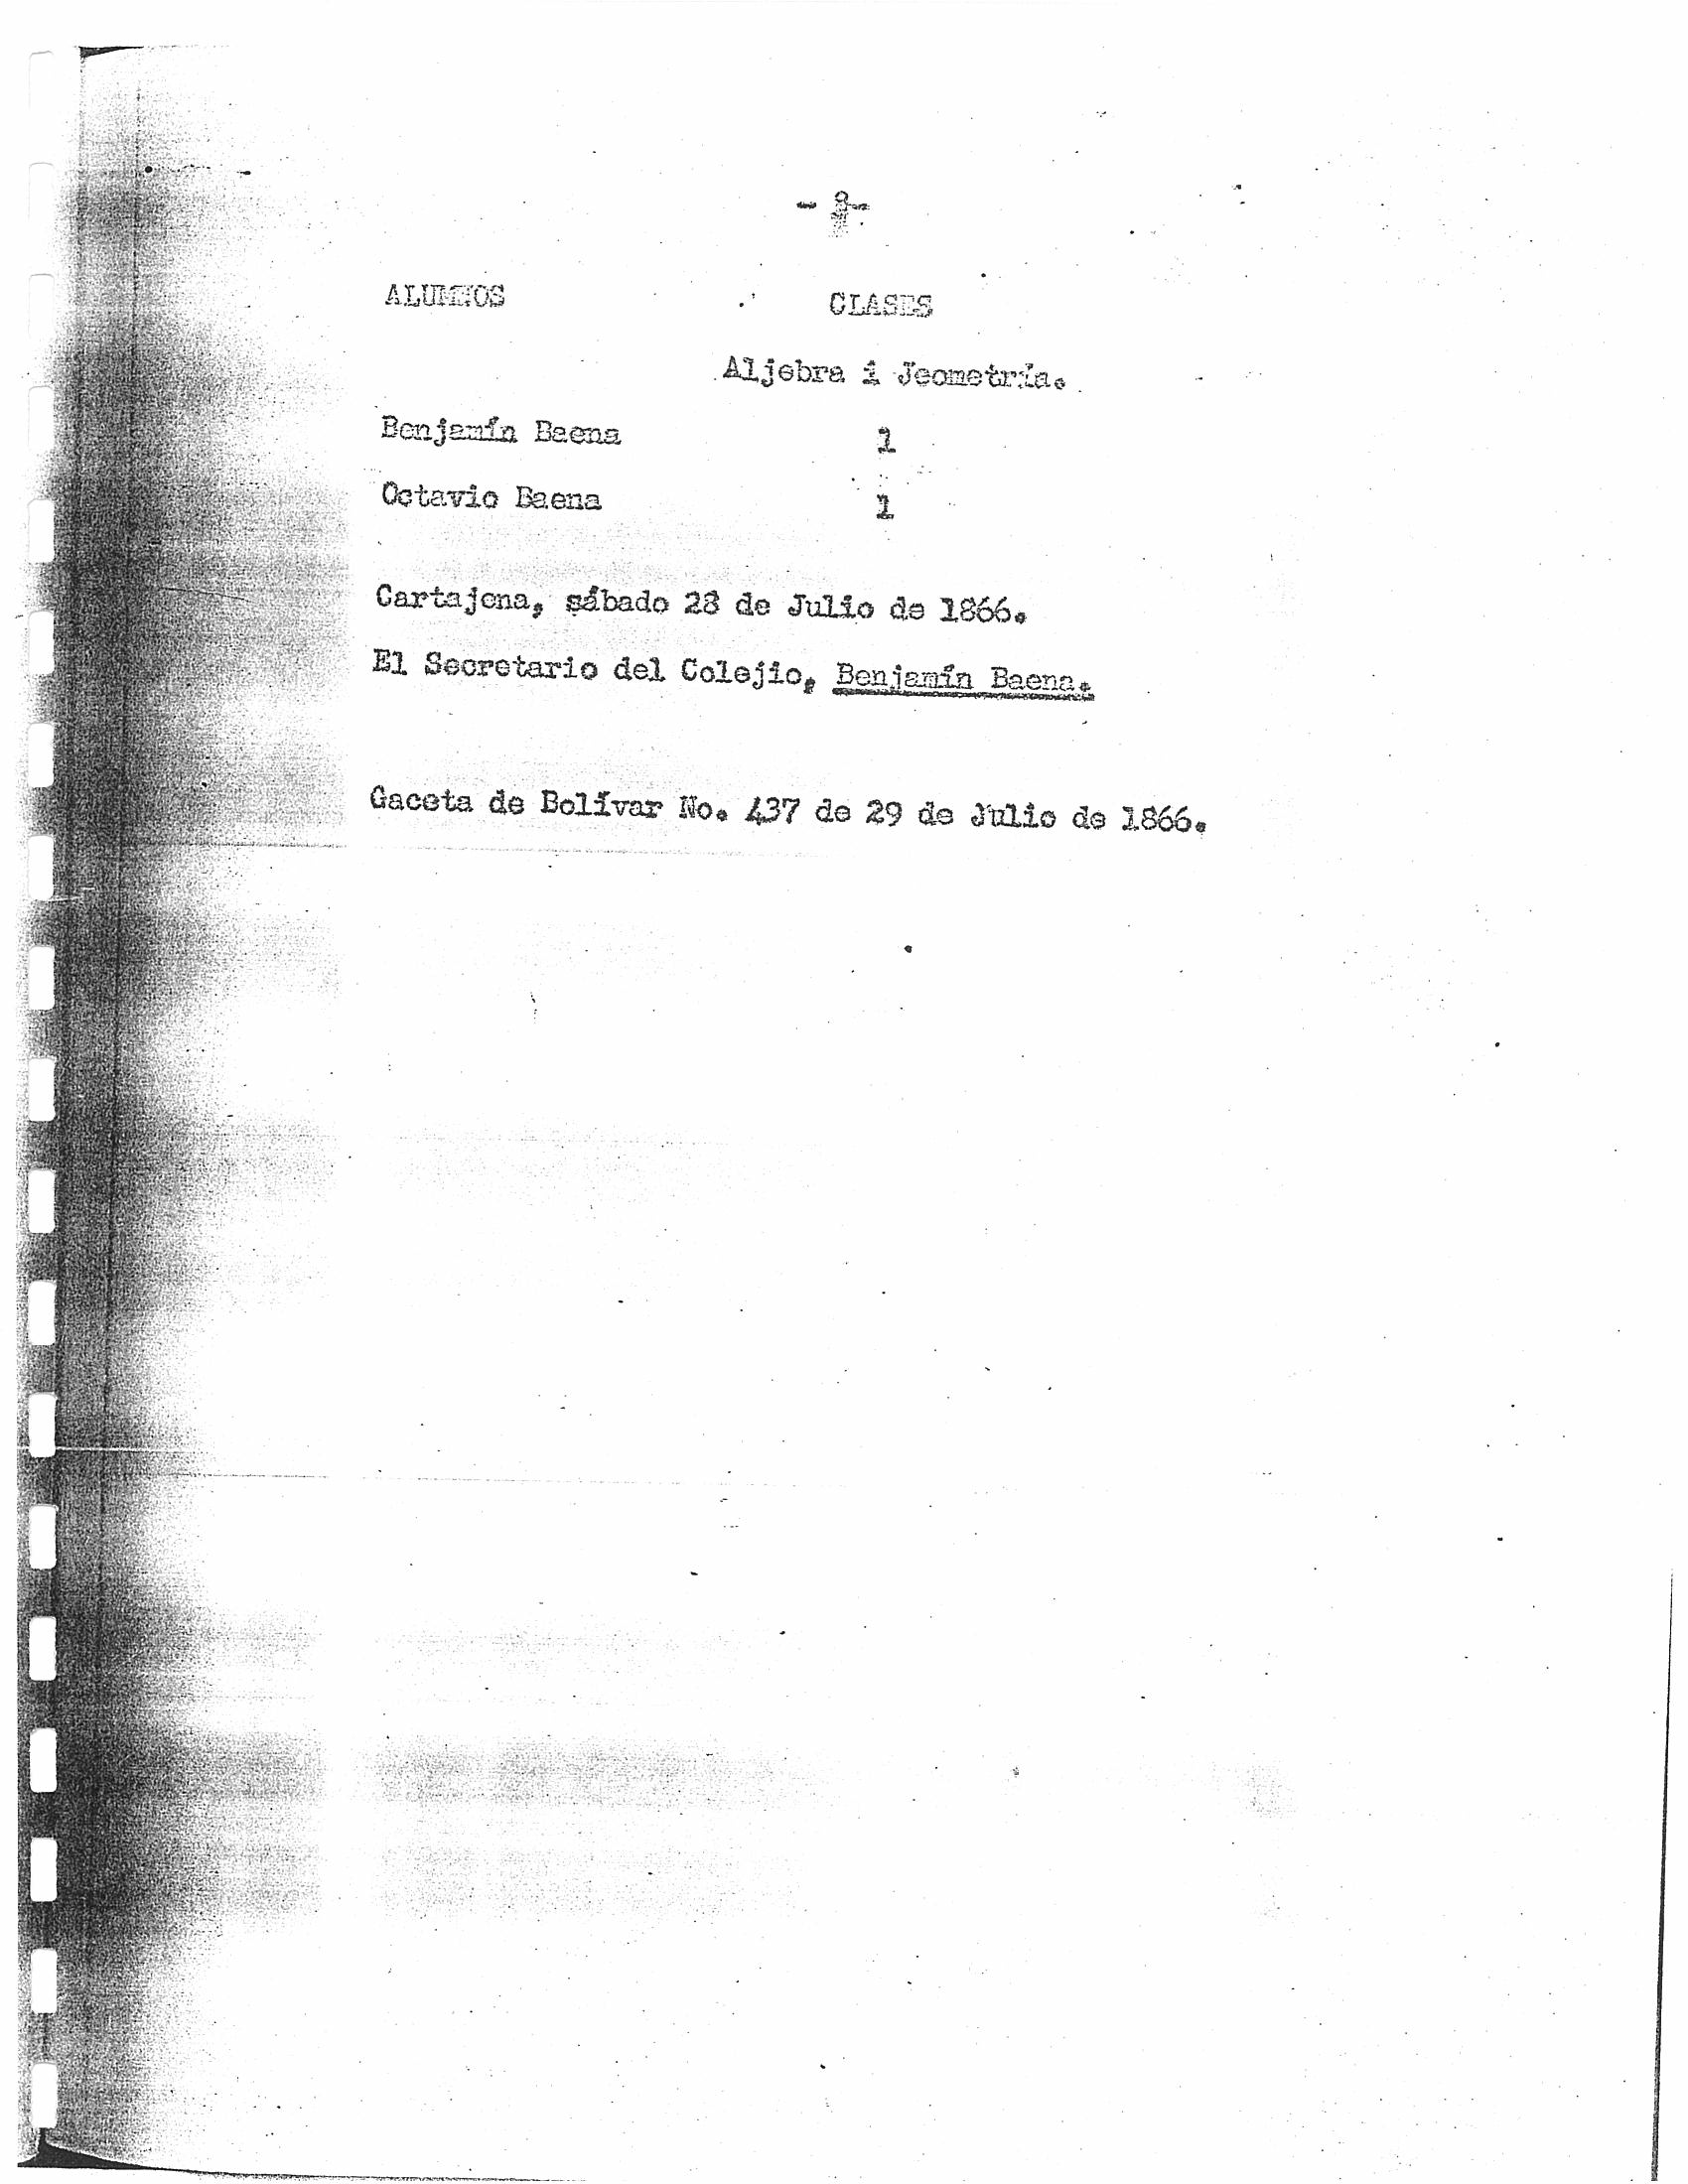 - 8-
ALUMNOS CLASES
Aljebra i Jeometría.
Benjamín Baena 1
Octavio Baena 1
Cartajena, sábado 28 de Julio de 1866.
El Secretario del Colejio, Benjamín Baena.
Gaceta de Bolívar No. 437 de 29 de Julio de 1866.